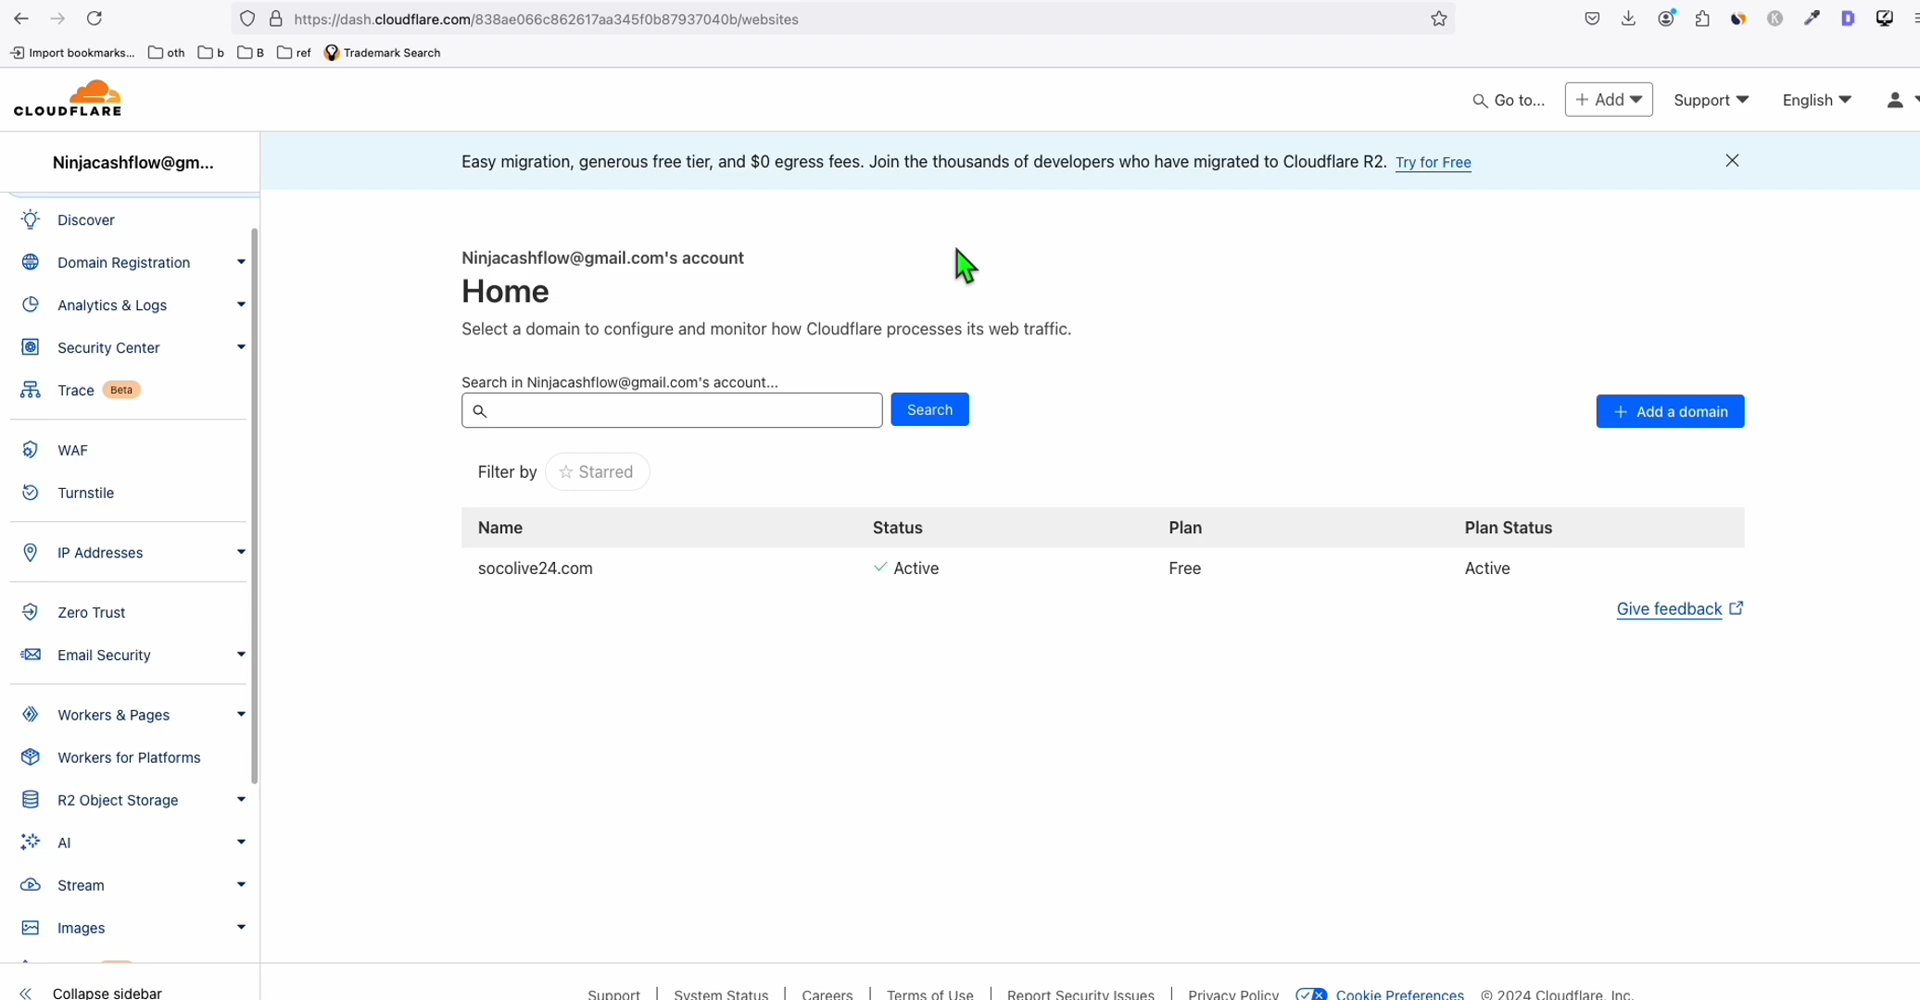 https://dash.cloudflare.com/838ae066c862617aa345f0b87937040b/websites
Import bookmarks... oth b B ref Trademark Search
CLOUDFLARE
Go to... + Add Support English
Ninjacashflow@gm...
Easy migration, generous free tier, and $0 egress fees. Join the thousands of developers who have migrated to Cloudflare R2. Try for Free
Discover
Domain Registration
Analytics & Logs
Security Center
Trace Beta
WAF
Turnstile
IP Addresses
Zero Trust
Email Security
Workers & Pages
Workers for Platforms
R2 Object Storage
AI
Stream
Images
Collapse sidebar
Ninjacashflow@gmail.com's account
Home
Select a domain to configure and monitor how Cloudflare processes its web traffic.
Search in Ninjacashflow@gmail.com's account...
Search
+ Add a domain
Filter by Starred
Name Status Plan Plan Status
socolive24.com Active Free Active
Give feedback
Support System Status Careers Terms of Use Report Security Issues Privacy Policy Cookie Preferences © 2024 Cloudflare, Inc.